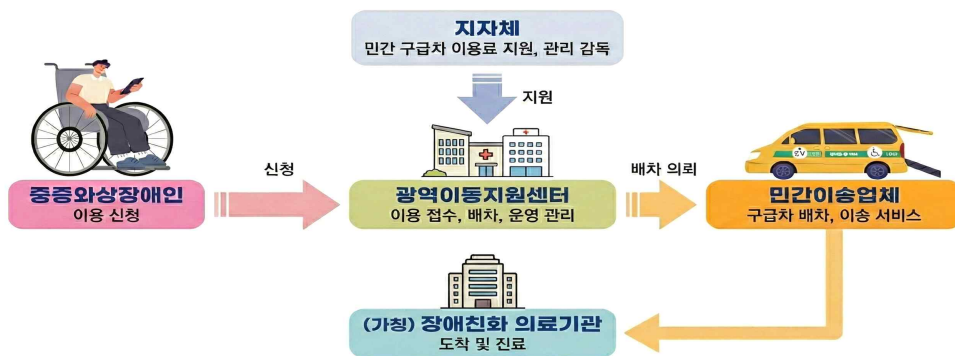 지자체
민간 구급차 이용료 지원, 관리 감독
지원
신청
배차 의뢰
중증와상장애인
이용 신청
광역이동지원센터
이용 접수, 배차, 운영 관리
민간이송업체
구급차 배차, 이송 서비스
(가칭) 장애친화 의료기관
도착 및 진료